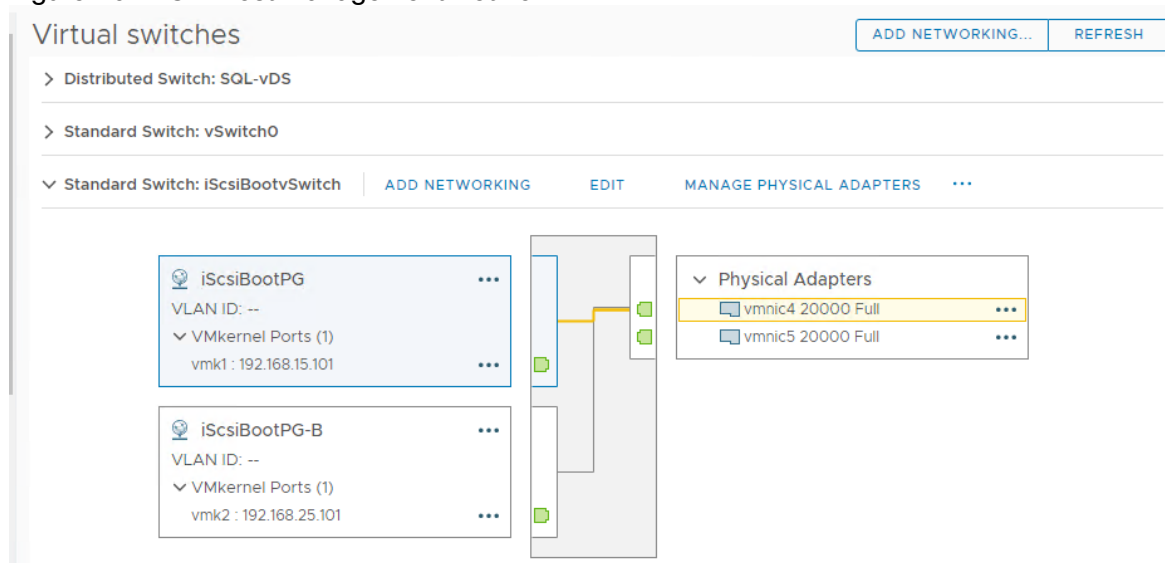 Virtual switches
ADD NETWORKING...
REFRESH
Distributed Switch: SQL-vDS
Standard Switch: vSwitch0
Standard Switch: iScsiBootvSwitch
ADD NETWORKING
EDIT
MANAGE PHYSICAL ADAPTERS
...
iScsiBootPG
...
VLAN ID: --
VMkernel Ports (1)
vmk1 : 192.168.15.101
...
Physical Adapters
vmnic4 20000 Full
...
vmnic5 20000 Full
...
iScsiBootPG-B
...
VLAN ID: --
VMkernel Ports (1)
vmk2 : 192.168.25.101
...